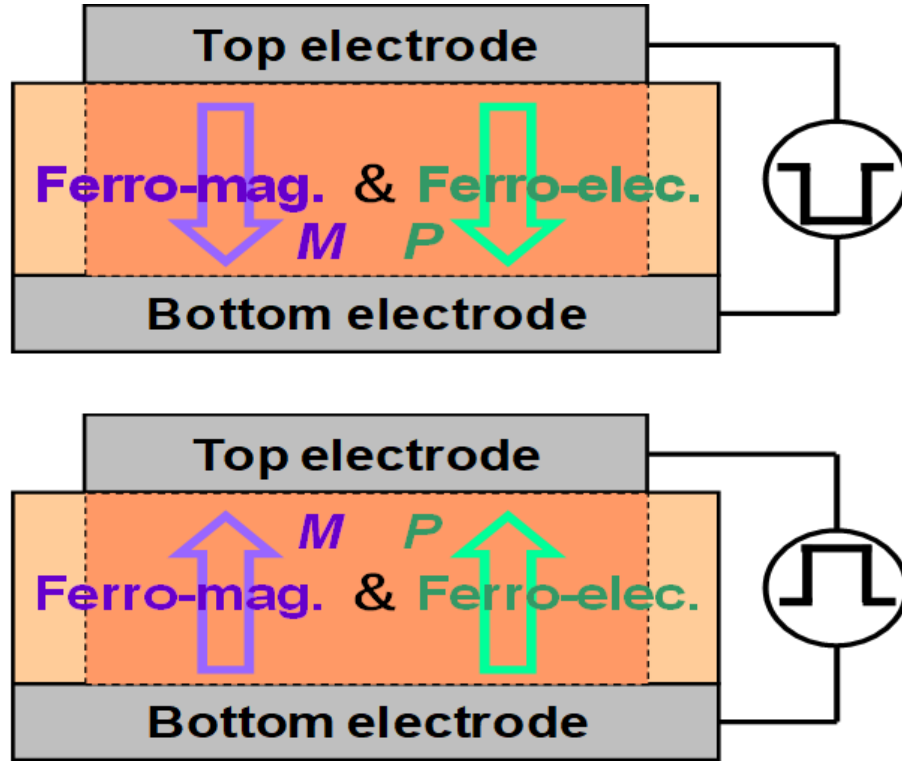 Top electrode
Ferro-mag. & Ferro-elec.
M P
Bottom electrode
Top electrode
M P
Ferro-mag. & Ferro-elec.
Bottom electrode